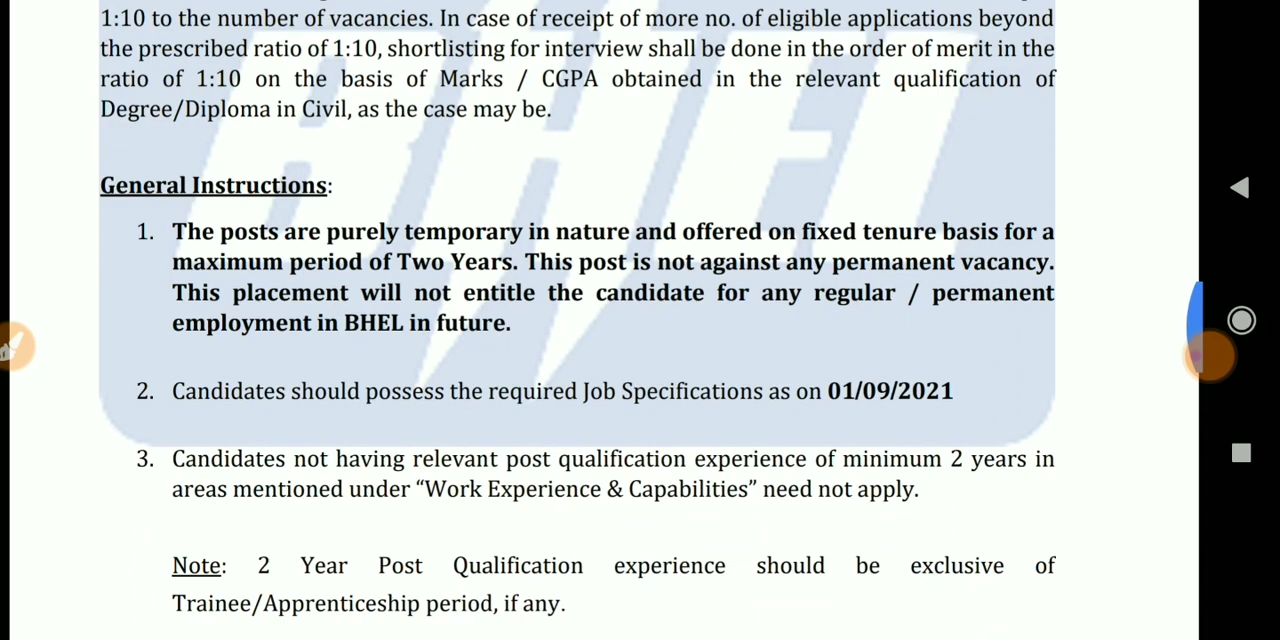 1:10 to the number of vacancies. In case of receipt of more no. of eligible applications beyond
the prescribed ratio of 1:10, shortlisting for interview shall be done in the order of merit in the
ratio of 1:10 on the basis of Marks / CGPA obtained in the relevant qualification of
Degree/Diploma in Civil, as the case may be.
General Instructions:
1. The posts are purely temporary in nature and offered on fixed tenure basis for a
maximum period of Two Years. This post is not against any permanent vacancy.
This placement will not entitle the candidate for any regular / permanent
employment in BHEL in future.
2. Candidates should possess the required Job Specifications as on 01/09/2021
3. Candidates not having relevant post qualification experience of minimum 2 years in
areas mentioned under “Work Experience & Capabilities” need not apply.
Note: 2 Year Post Qualification experience should be exclusive of
Trainee/Apprenticeship period, if any.
BHEL